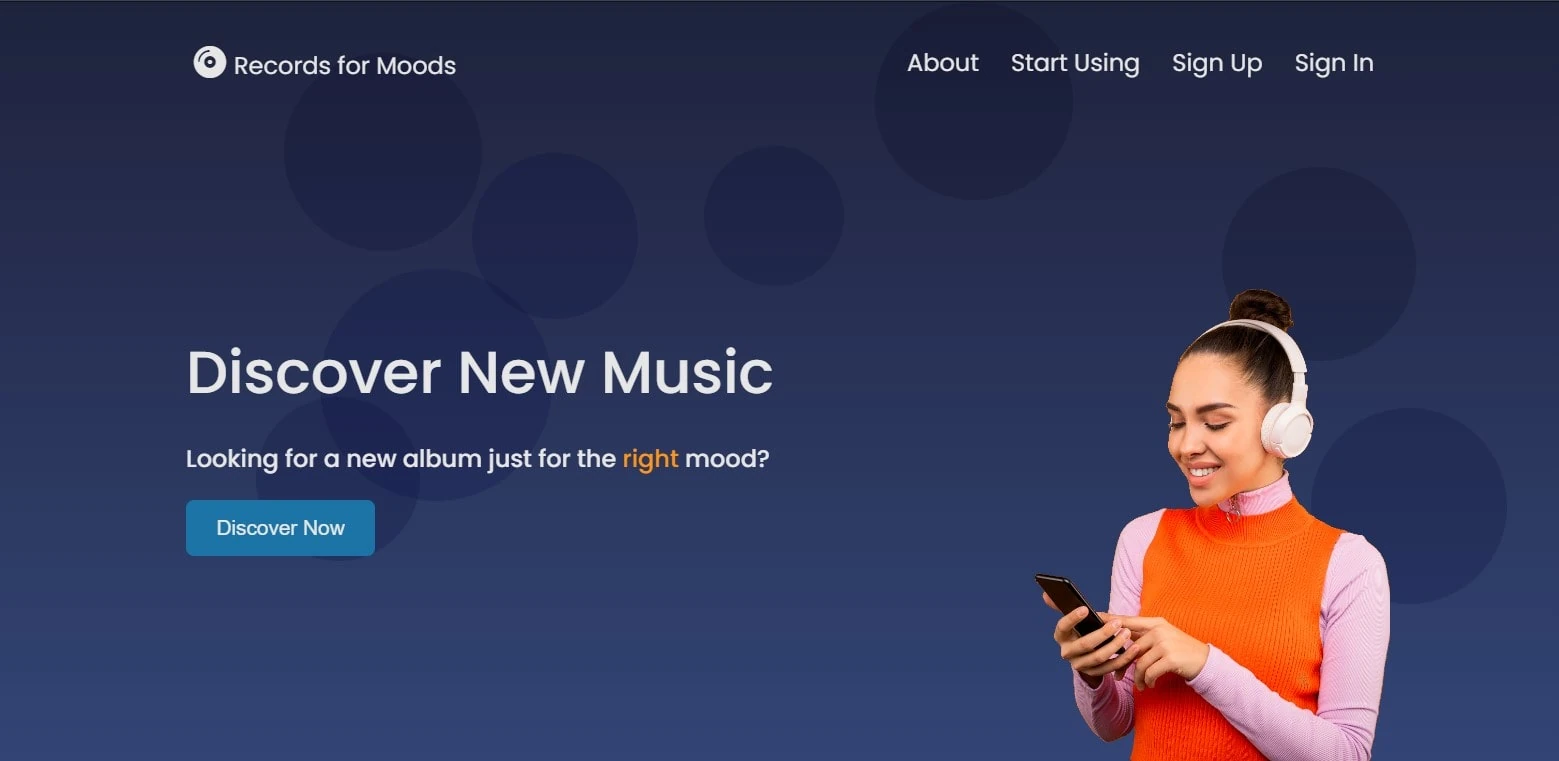 Records for Moods
About
Start Using
Sign Up
Sign In
Discover New Music
Looking for a new album just for the right mood?
Discover Now